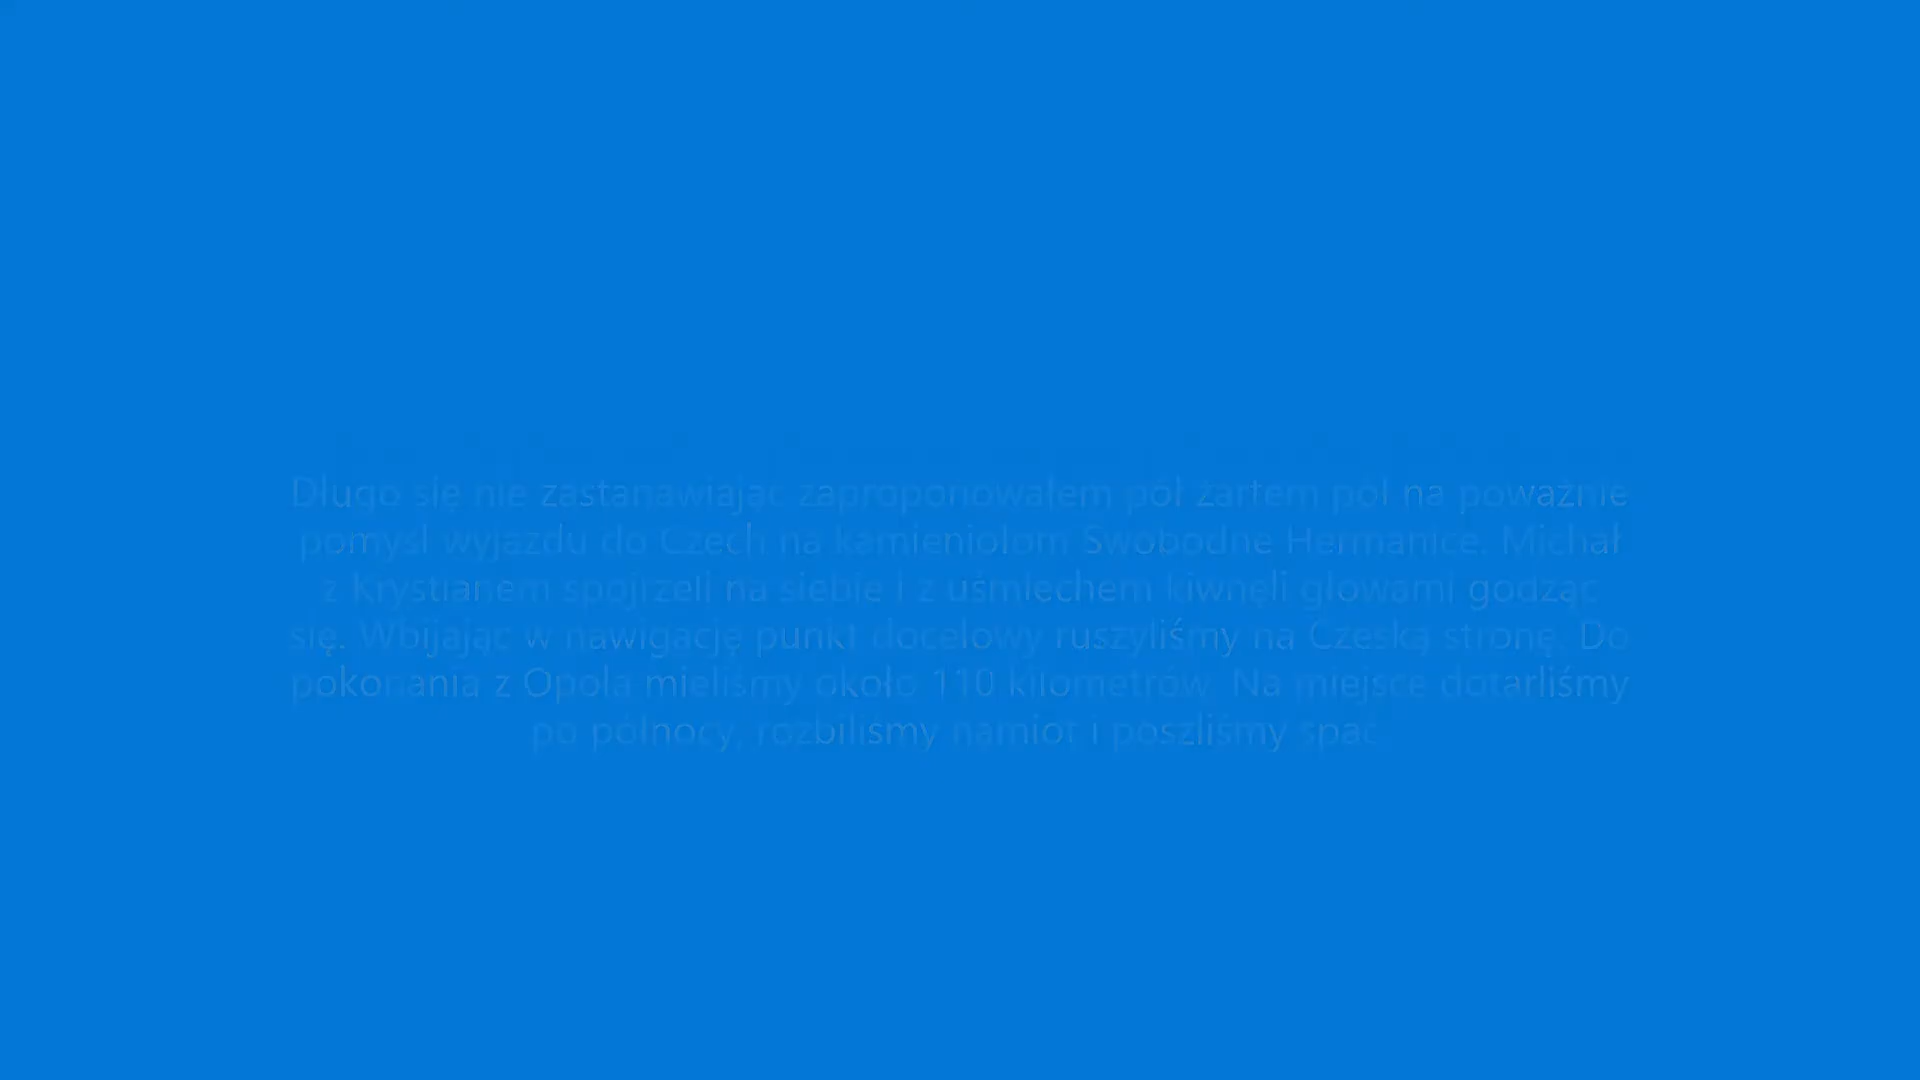 Długo się nie zastanawiając zaproponowałem pół żartem pół na poważnie
pomysł wyjazdu do Czech na kamieniołom Swobodne Hermanice. Michał
z Krystianem spojrzeli na siebie i z uśmiechem kiwnęli głowami godząc
się. Wbijając w nawigację punkt docelowy ruszyliśmy na Czeską stronę. Do
pokonania z Opola mieliśmy około 110 kilometrów. Na miejsce dotarliśmy
po północy, rozbiliśmy namiot i poszliśmy spać.